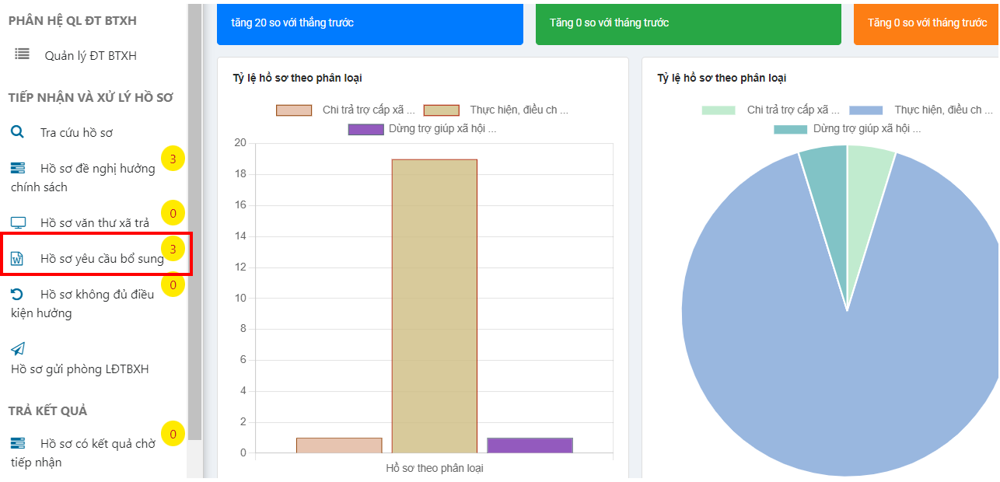 PHÂN HỆ QL ĐT BTXH
Quản lý ĐT BTXH
TIẾP NHẬN VÀ XỬ LÝ HỒ SƠ
Tra cứu hồ sơ
3
Hồ sơ đề nghị hưởng
chính sách
0
Hồ sơ văn thư xã trả
3
Hồ sơ yêu cầu bổ sung
0
Hồ sơ không đủ điều
kiện hưởng
Hồ sơ gửi phòng LĐTBXH
TRẢ KẾT QUẢ
0
Hồ sơ có kết quả chờ
tiếp nhận
tăng 20 so với thắng trước
Tăng 0 so với tháng trước
Tăng 0 so với tháng trước
Tỷ lệ hồ sơ theo phân loại
Chi trả trợ cấp xã ... Thực hiện, điều ch ...
Dừng trợ giúp xã hội ...
20
18
16
14
12
10
8
6
4
2
0
Hồ sơ theo phân loại
Tỷ lệ hồ sơ theo phân loại
Chi trả trợ cấp xã ... Thực hiện, điều ch ...
Dừng trợ giúp xã hội ...